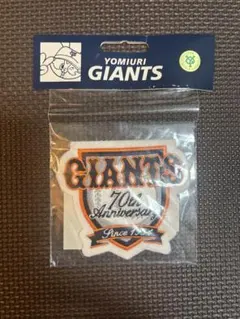 YOMIURI
GIANTS
GIANTS
70th
Anniversary
Since 1934